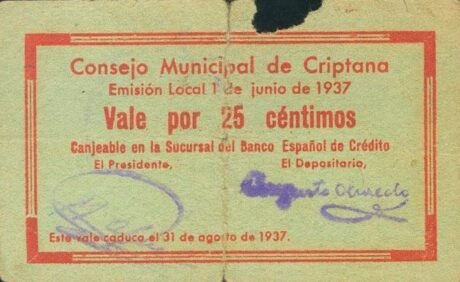 Consejo Municipal de Criptana
Emisión Local 1 de junio de 1937
Vale por 25 céntimos
Canjeable en la Sucursal del Banco Español de Crédito
El Presidente, El Depositario,
Augusto
Este vale caduca el 31 de agosto de 1937.